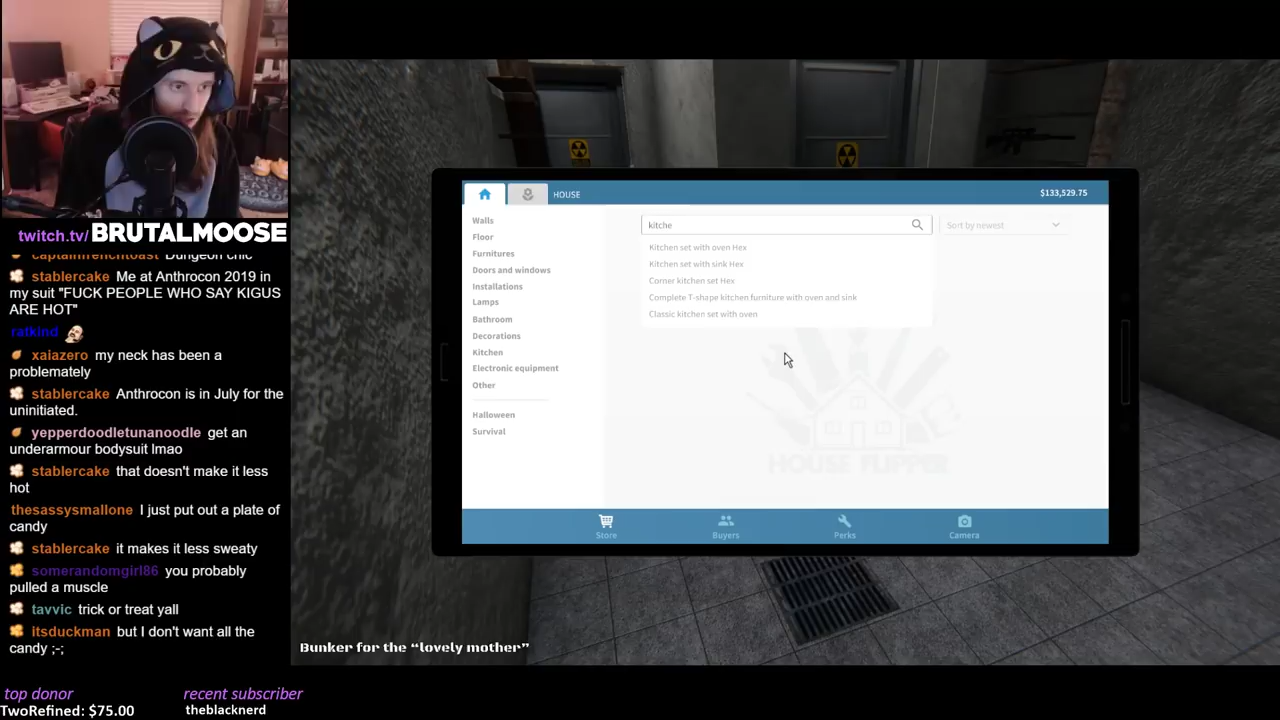 twitch.tv/BRUTALMOOSE
captainfrenchtoast Dungeon chic
stablercake Me at Anthrocon 2019 in
my suit "FUCK PEOPLE WHO SAY KIGUS
ARE HOT"
ratkind
xaiazero my neck has been a
problemately
stablercake Anthrocon is in July for the
uninitiated.
yepperdoodletunanoodle get an
underarmour bodysuit lmao
stablercake that doesn't make it less
hot
thesassysmallone I just put out a plate of
candy
stablercake it makes it less sweaty
somerandomgirl86 you probably
pulled a muscle
tavvic trick or treat yall
itsduckman but I don't want all the
candy ;-;
top donor
TwoRefined: $75.00
recent subscriber
theblacknerd
HOUSE
$133,529.75
Walls
Floor
Furnitures
Doors and windows
Installations
Lamps
Bathroom
Decorations
Kitchen
Electronic equipment
Other
Halloween
Survival
kitche
Sort by newest
Kitchen set with oven Hex
Kitchen set with sink Hex
Corner kitchen set Hex
Complete T-shape kitchen furniture with oven and sink
Classic kitchen set with oven
HOUSE FLIPPER
Store
Buyers
Perks
Camera
Bunker for the “lovely mother”